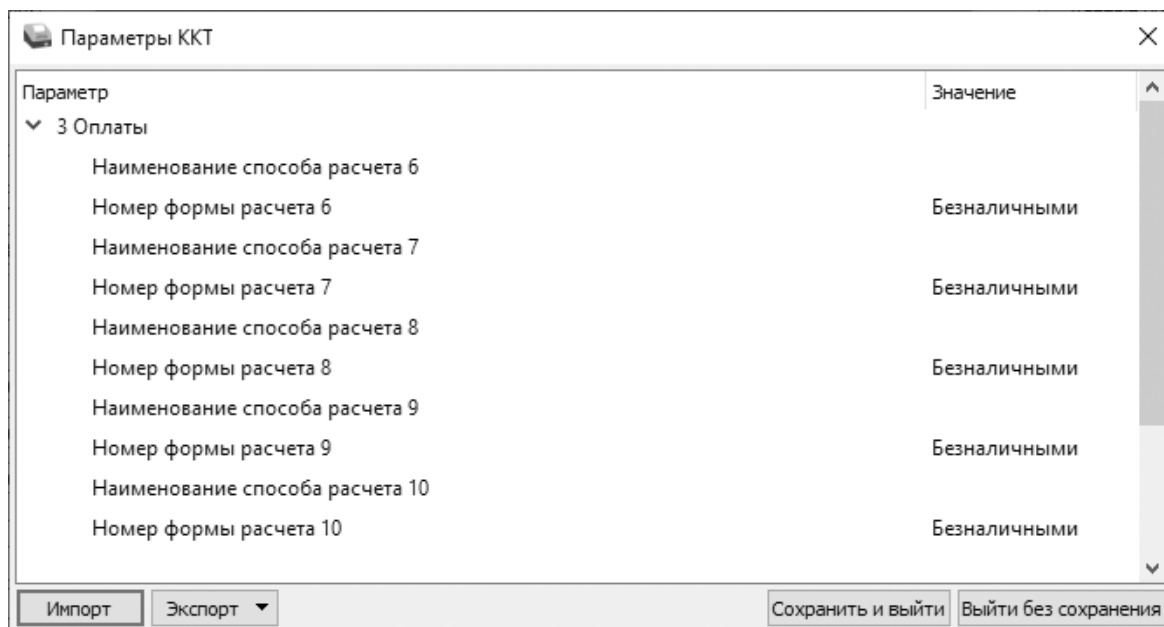 Параметры ККТ
Параметр Значение
3 Оплаты
Наименование способа расчета 6
Номер формы расчета 6 Безналичными
Наименование способа расчета 7
Номер формы расчета 7 Безналичными
Наименование способа расчета 8
Номер формы расчета 8 Безналичными
Наименование способа расчета 9
Номер формы расчета 9 Безналичными
Наименование способа расчета 10
Номер формы расчета 10 Безналичными
Импорт Экспорт Сохранить и выйти Выйти без сохранения